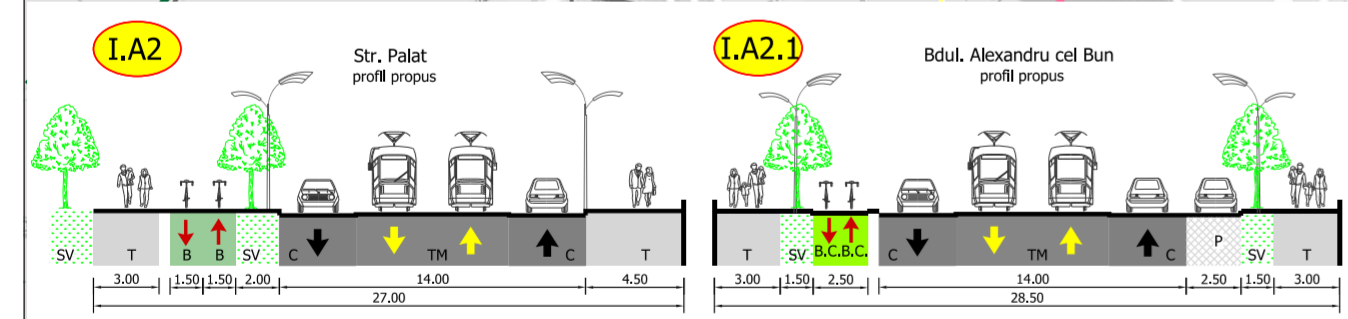 I.A2
Str. Palat
profil propus
SV T B B SV C TM C T
3.00 1.50 1.50 2.00 14.00 4.50
27.00
I.A2.1
Bdul. Alexandru cel Bun
profil propus
T SV B.C. B.C. C TM C P SV T
3.00 1.50 2.50 14.00 2.50 1.50 3.00
28.50